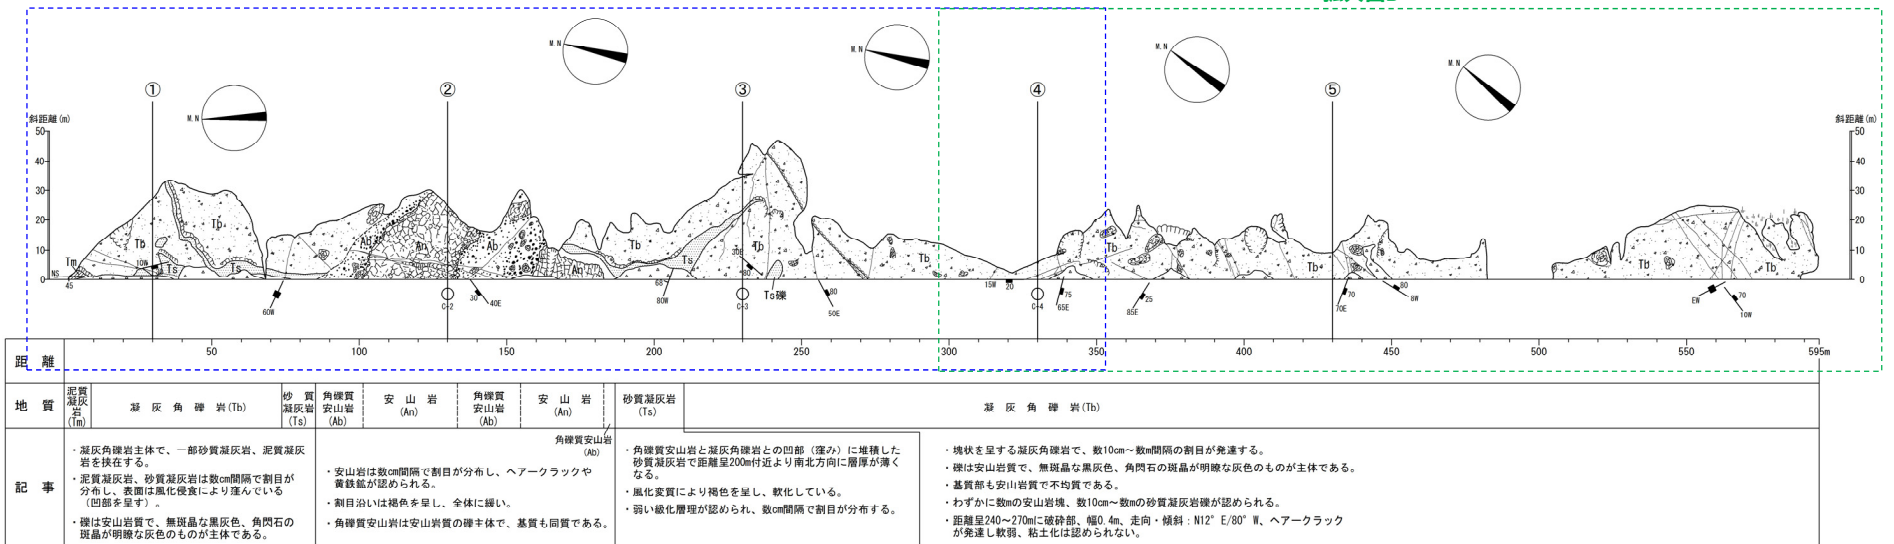 M.N
M.N
M.N
M.N
M.N
①
②
③
④
⑤
斜距離(m)
50
40
30
20
10
0
斜距離(m)
50
40
30
20
10
0
NS
45
Tm
Tb
10W
Ts
Tb
Ts
60W
Ab
An
C-2
30
40E
Ab
An
Tb
Ts
68
80W
30E
80
Tb
C-3
Ts礫
80
50E
Tb
15W
20
C-4
75
65E
Tb
25
85E
Tb
70
70E
80
8W
Tb
EW
70
10W
Tb
距離
50
100
150
200
250
300
350
400
450
500
550
595m
地質
泥質
凝灰
岩
(Tm)
凝灰角礫岩(Tb)
砂質
凝灰岩
(Ts)
角礫質
安山岩
(Ab)
安山岩
(An)
角礫質
安山岩
(Ab)
安山岩
(An)
角礫質安山岩
(Ab)
砂質凝灰岩
(Ts)
凝灰角礫岩(Tb)
記事
・凝灰角礫岩主体で、一部砂質凝灰岩、泥質凝灰
岩を挟在する。
・泥質凝灰岩、砂質凝灰岩は数cm間隔で割目が
分布し、表面は風化侵食により窪んでいる
(凹部を呈す)。
・礫は安山岩質で、無斑晶な黒灰色、角閃石の
斑晶が明瞭な灰色のものが主体である。
・安山岩は数cm間隔で割目が分布し、ヘアークラックや
黄鉄鉱が認められる。
・割目沿いは褐色を呈し、全体に緩い。
・角礫質安山岩は安山岩質の礫主体で、基質も同質である。
・角礫質安山岩と凝灰角礫岩との凹部(窪み)に堆積した
砂質凝灰岩で距離呈200m付近より南北方向に層厚が薄く
なる。
・風化変質により褐色を呈し、軟化している。
・弱い級化層理が認められ、数cm間隔で割目が分布する。
・塊状を呈する凝灰角礫岩で、数10cm～数m間隔の割目が発達する。
・礫は安山岩質で、無斑晶な黒灰色、角閃石の斑晶が明瞭な灰色のものが主体である。
・基質部も安山岩質で不均質である。
・わずかに数mの安山岩塊、数10cm～数mの砂質凝灰岩礫が認められる。
・距離呈240～270mに破砕部、幅0.4m、走向・傾斜：N12°E/80°W、ヘアークラック
が発達し軟弱、粘土化は認められない。